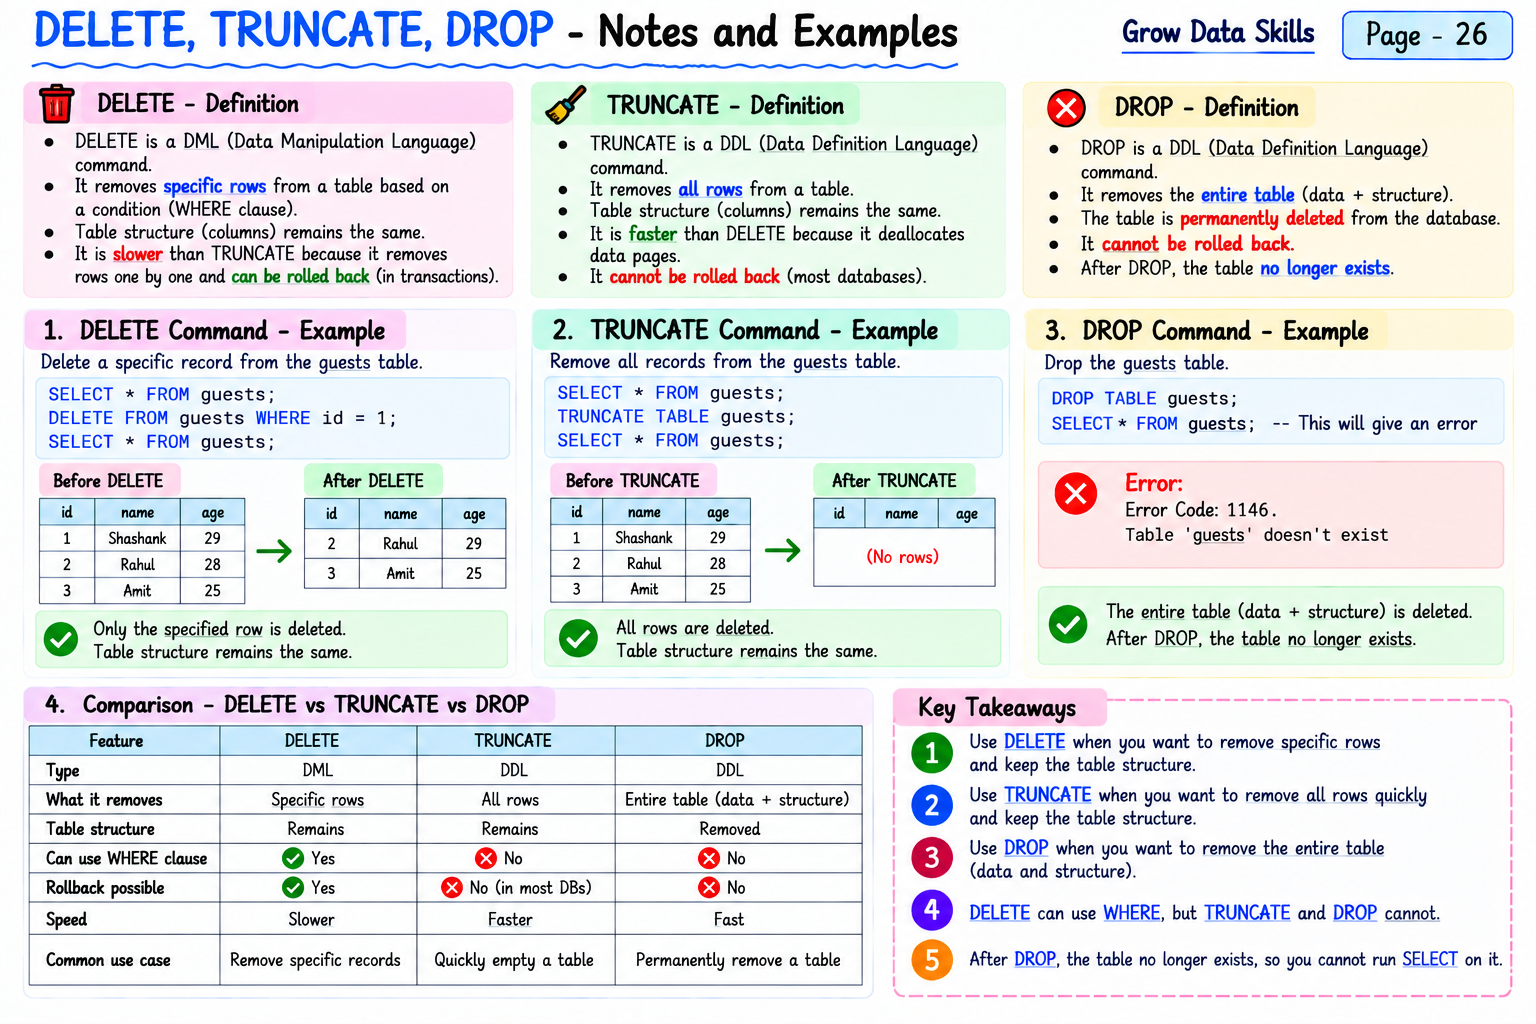 DELETE, TRUNCATE, DROP - Notes and Examples
Grow Data Skills
Page - 26
DELETE - Definition
• DELETE is a DML (Data Manipulation Language)
command.
• It removes specific rows from a table based on
a condition (WHERE clause).
• Table structure (columns) remains the same.
• It is slower than TRUNCATE because it removes
rows one by one and can be rolled back (in transactions).
TRUNCATE - Definition
• TRUNCATE is a DDL (Data Definition Language)
command.
• It removes all rows from a table.
• Table structure (columns) remains the same.
• It is faster than DELETE because it deallocates
data pages.
• It cannot be rolled back (most databases).
DROP - Definition
• DROP is a DDL (Data Definition Language)
command.
• It removes the entire table (data + structure).
• The table is permanently deleted from the database.
• It cannot be rolled back.
• After DROP, the table no longer exists.
1. DELETE Command - Example
Delete a specific record from the guests table.
SELECT * FROM guests;
DELETE FROM guests WHERE id = 1;
SELECT * FROM guests;
Before DELETE
id name age
1 Shashank 29
2 Rahul 28
3 Amit 25
After DELETE
id name age
2 Rahul 29
3 Amit 25
Only the specified row is deleted.
Table structure remains the same.
2. TRUNCATE Command - Example
Remove all records from the guests table.
SELECT * FROM guests;
TRUNCATE TABLE guests;
SELECT * FROM guests;
Before TRUNCATE
id name age
1 Shashank 29
2 Rahul 28
3 Amit 25
After TRUNCATE
id name age
(No rows)
All rows are deleted.
Table structure remains the same.
3. DROP Command - Example
Drop the guests table.
DROP TABLE guests;
SELECT * FROM guests; -- This will give an error
Error:
Error Code: 1146.
Table 'guests' doesn't exist
The entire table (data + structure) is deleted.
After DROP, the table no longer exists.
4. Comparison - DELETE vs TRUNCATE vs DROP
Feature DELETE TRUNCATE DROP
Type DML DDL DDL
What it removes Specific rows All rows Entire table (data + structure)
Table structure Remains Remains Removed
Can use WHERE clause Yes No No
Rollback possible Yes No (in most DBs) No
Speed Slower Faster Fast
Common use case Remove specific records Quickly empty a table Permanently remove a table
Key Takeaways
1 Use DELETE when you want to remove specific rows
and keep the table structure.
2 Use TRUNCATE when you want to remove all rows quickly
and keep the table structure.
3 Use DROP when you want to remove the entire table
(data and structure).
4 DELETE can use WHERE, but TRUNCATE and DROP cannot.
5 After DROP, the table no longer exists, so you cannot run SELECT on it.